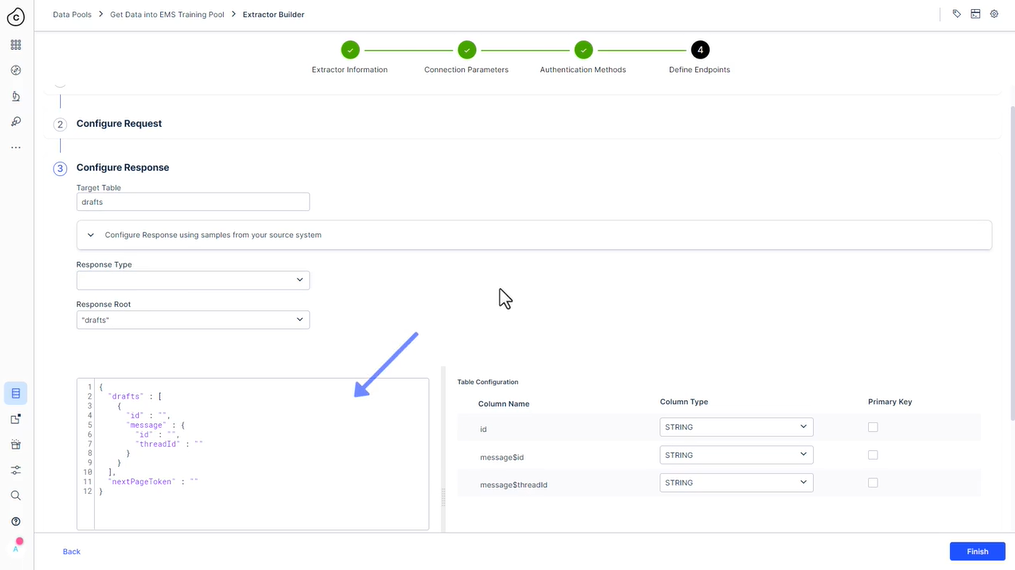 Data Pools > Get Data into EMS Training Pool > Extractor Builder
4
Extractor Information
Connection Parameters
Authentication Methods
Define Endpoints
2 Configure Request
3 Configure Response
Target Table
drafts
Configure Response using samples from your source system
Response Type
Response Root
"drafts"
1 {
2 "drafts" : [
3 {
4 "id" : "",
5 "message" : {
6 "id" : "",
7 "threadId" : ""
8 }
9 }
10 ],
11 "nextPageToken" : ""
12 }
Table Configuration
Column Name Column Type Primary Key
id STRING
message$id STRING
message$threadId STRING
Back
Finish
C
A